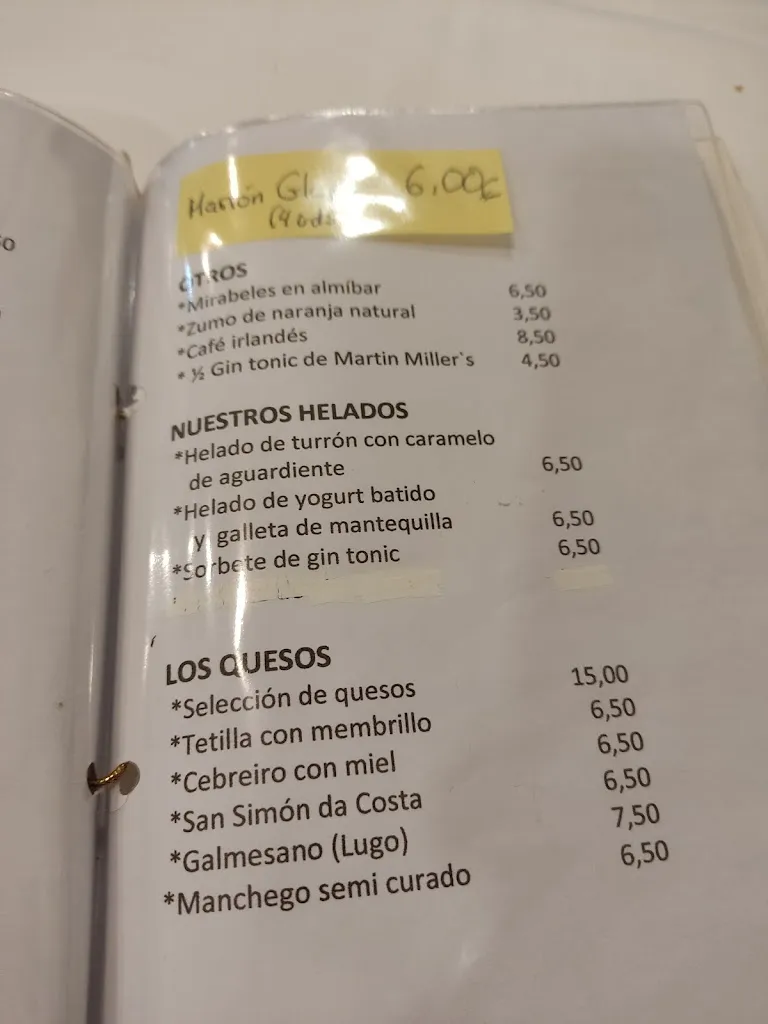 Marrón 6,00€
OTROS
*Mirabeles en almíbar 6,50
*Zumo de naranja natural 3,50
*Café irlandés 8,50
* ½ Gin tonic de Martin Miller`s 4,50
NUESTROS HELADOS
*Helado de turrón con caramelo
de aguardiente 6,50
*Helado de yogurt batido
y galleta de mantequilla 6,50
*Sorbete de gin tonic 6,50
LOS QUESOS
*Selección de quesos 15,00
*Tetilla con membrillo 6,50
*Cebreiro con miel 6,50
*San Simón da Costa 6,50
*Galmesano (Lugo) 7,50
*Manchego semi curado 6,50